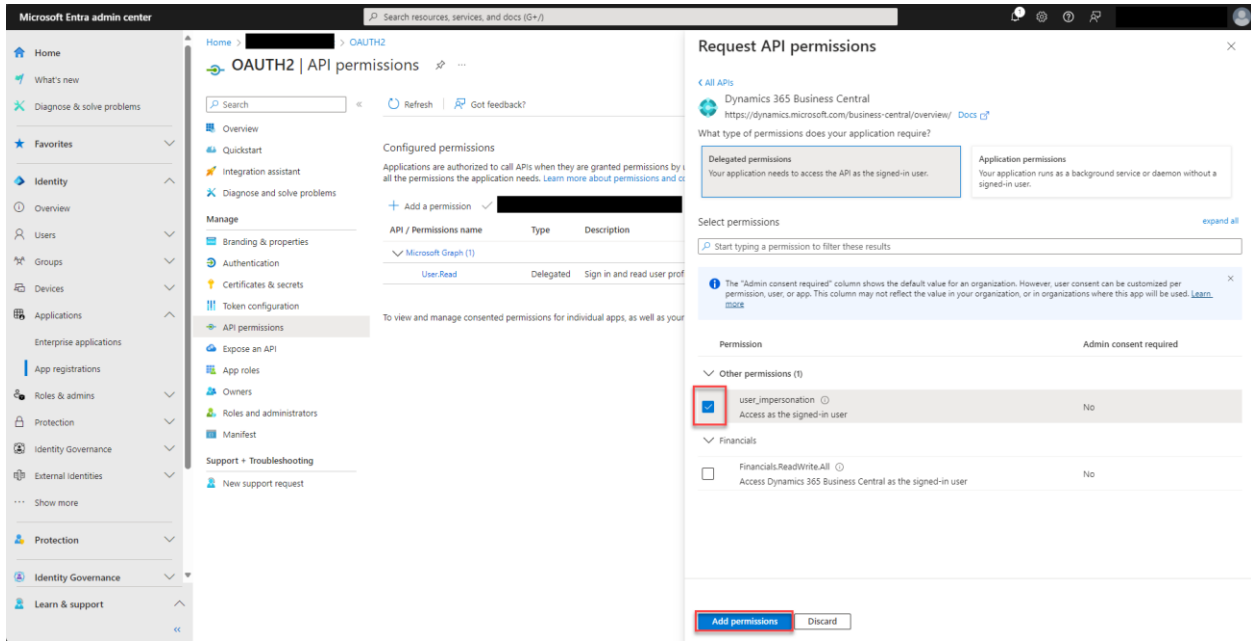 Microsoft Entra admin center
Search resources, services, and docs (G+/)
1
Home
What's new
Diagnose & solve problems
Favorites
Identity
Overview
Users
Groups
Devices
Applications
Enterprise applications
App registrations
Roles & admins
Protection
Identity Governance
External Identities
Show more
Protection
Identity Governance
Learn & support
Home > > OAUTH2
OAUTH2 | API permissions
Search
Overview
Quickstart
Integration assistant
Diagnose and solve problems
Manage
Branding & properties
Authentication
Certificates & secrets
Token configuration
API permissions
Expose an API
App roles
Owners
Roles and administrators
Manifest
Support + Troubleshooting
New support request
Refresh Got feedback?
Configured permissions
Applications are authorized to call APIs when they are granted permissions by
all the permissions the application needs. Learn more about permissions and
Add a permission
API / Permissions name Type Description
Microsoft Graph (1)
User.Read Delegated Sign in and read user prof
To view and manage consented permissions for individual apps, as well as your
Request API permissions
All APIs
Dynamics 365 Business Central
https://dynamics.microsoft.com/business-central/overview/ Docs
What type of permissions does your application require?
Delegated permissions
Your application needs to access the API as the signed-in user.
Application permissions
Your application runs as a background service or daemon without a
signed-in user.
Select permissions expand all
Start typing a permission to filter these results
The "Admin consent required" column shows the default value for an organization. However, user consent can be customized per
permission, user, or app. This column may not reflect the value in your organization, or in organizations where this app will be used. Learn
more
Permission Admin consent required
Other permissions (1)
user_impersonation
Access as the signed-in user
No
Financials
Financials.ReadWrite.All
Access Dynamics 365 Business Central as the signed-in user
No
Add permissions Discard